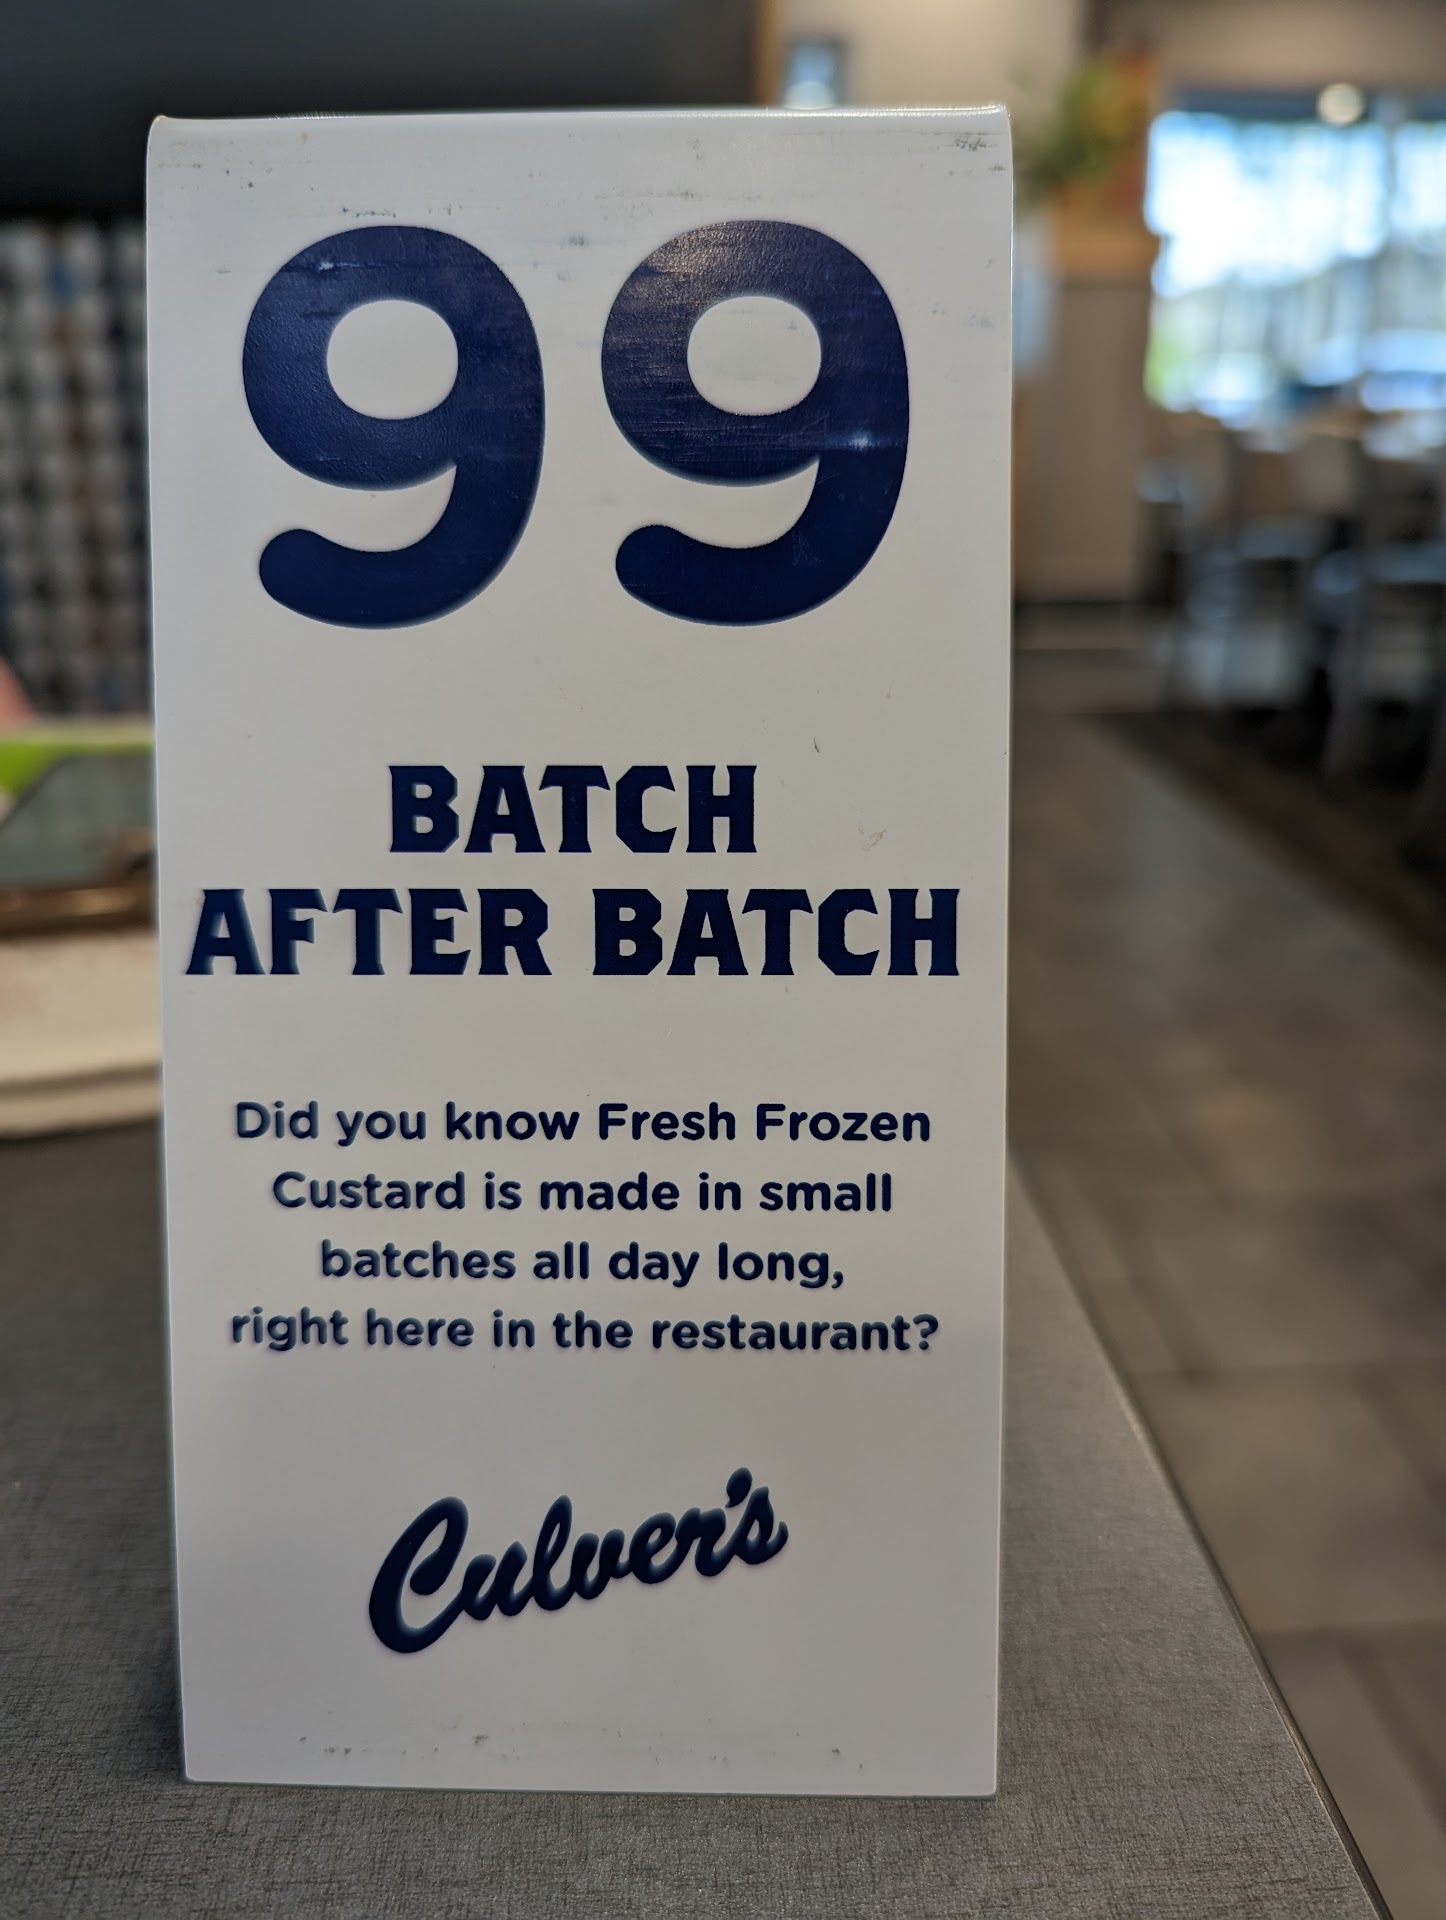 99
BATCH
AFTER BATCH
Did you know Fresh Frozen
Custard is made in small
batches all day long,
right here in the restaurant?
Culver's